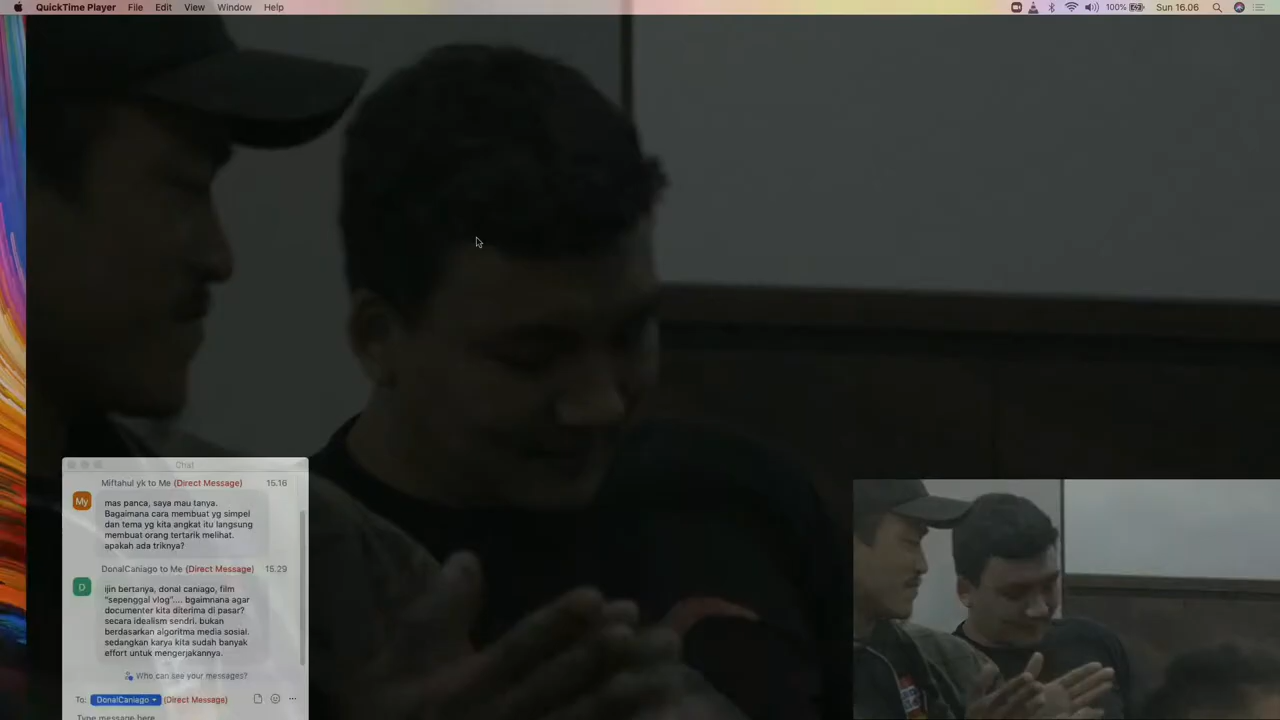 QuickTime Player File Edit View Window Help 100% Sun 16.06
Chat
Miftahul yk to Me (Direct Message) 15.16
My
mas panca, saya mau tanya.
Bagaimana cara membuat yg simpel
dan tema yg kita angkat itu langsung
membuat orang tertarik melihat.
apakah ada triknya?
DonalCaniago to Me (Direct Message) 15.29
D
ijin bertanya, donal caniago, film
"sepenggal vlog".... bgaimnana agar
documenter kita diterima di pasar?
secara idealism sendri. bukan
berdasarkan algoritma media sosial.
sedangkan karya kita sudah banyak
effort untuk mengerjakannya.
Who can see your messages?
To: DonalCaniago (Direct Message)
Type message here